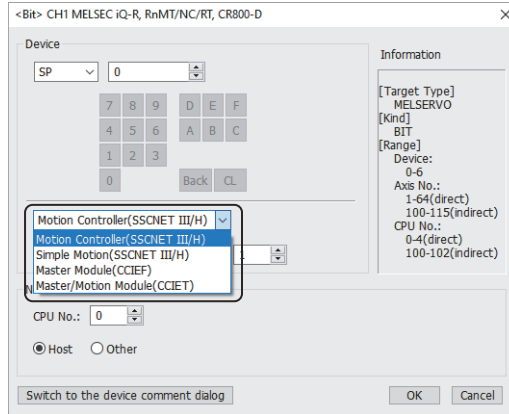 <Bit> CH1 MELSEC iQ-R, RnMT/NC/RT, CR800-D
Device
SP 0
7 8 9 D E F
4 5 6 A B C
1 2 3
0 Back CL
Motion Controller(SSCNET III/H)
Motion Controller(SSCNET III/H)
Simple Motion(SSCNET III/H)
Master Module(CCIEF)
Master/Motion Module(CCIET)
1
CPU No.: 0
Host Other
Switch to the device comment dialog
Information
[Target Type]
MELSERVO
[Kind]
BIT
[Range]
Device:
0-6
Axis No.:
1-64(direct)
100-115(indirect)
CPU No.:
0-4(direct)
100-102(indirect)
OK Cancel